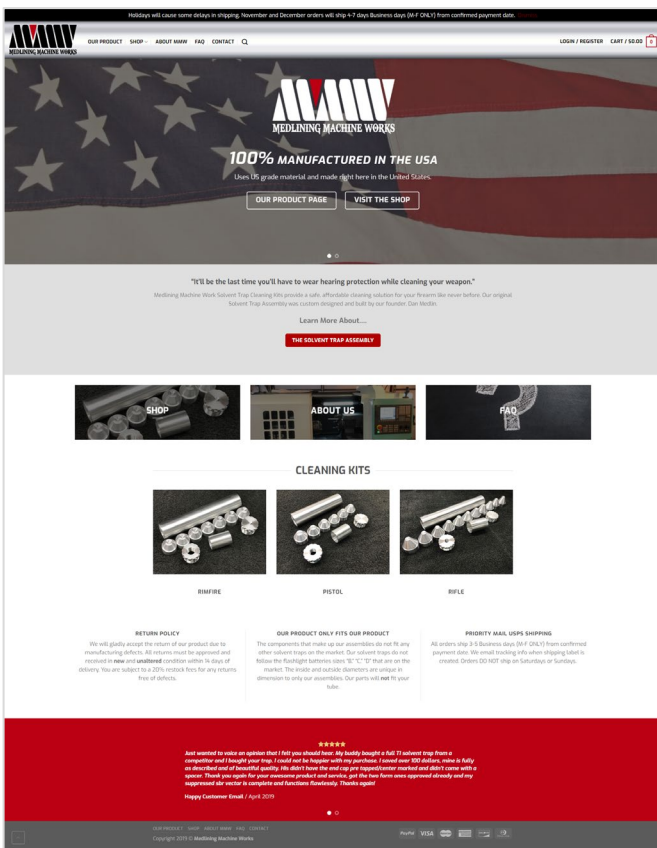 Holidays will cause some delays in shipping. November and December orders will ship 4-7 days Business days (M-F ONLY) from confirmed payment date.
MEDLINING MACHINE WORKS
OUR PRODUCT SHOP ABOUT MMW FAQ CONTACT
LOGIN / REGISTER CART / $0.00 0
MEDLINING MACHINE WORKS
100% MANUFACTURED IN THE USA
Uses US grade material and made right here in the United States.
OUR PRODUCT PAGE VISIT THE SHOP
"It'll be the last time you'll have to wear hearing protection while cleaning your weapon."
Medlining Machine Work Solvent Trap Cleaning Kits provide a safe, affordable cleaning solution for your firearm like never before. Our original
Solvent Trap Assembly was custom designed and built by our founder, Dan Medlin.
Learn More About....
THE SOLVENT TRAP ASSEMBLY
SHOP
ABOUT US
FAQ
CLEANING KITS
RIMFIRE
PISTOL
RIFLE
RETURN POLICY
We will gladly accept the return of our product due to
manufacturing defects. All returns must be approved and
received in new and unaltered condition within 14 days of
delivery. You are subject to a 20% restock fees for any returns
free of defects.
OUR PRODUCT ONLY FITS OUR PRODUCT
The components that make up our assemblies do not fit any
other solvent traps on the market. Our solvent traps do not
follow the flashlight batteries sizes "B," "C," "D" that are on the
market. The inside and outside diameters are unique in
dimension to only our assemblies. Our parts will not fit your
tube.
PRIORITY MAIL USPS SHIPPING
All orders ship 3-5 Business days (M-F ONLY) from confirmed
payment date. We email tracking info when shipping label is
created. Orders DO NOT ship on Saturdays or Sundays.
Just wanted to voice an opinion that I felt you should hear. My buddy bought a full TI solvent trap from a
competitor and I bought your trap. I could not be happier with my purchase. I saved over 100 dollars, mine is fully
as described and of beautiful quality. His didn't have the end cap pre tapped/center marked and didn't come with a
spacer. Thank you again for your awesome product and service, got the two form ones approved already and my
suppressed sbr vector is complete and functions flawlessly. Thanks again!
Happy Customer Email / April 2019
OUR PRODUCT SHOP ABOUT MMW FAQ CONTACT
Copyright 2019 © Medlining Machine Works
PayPal VISA